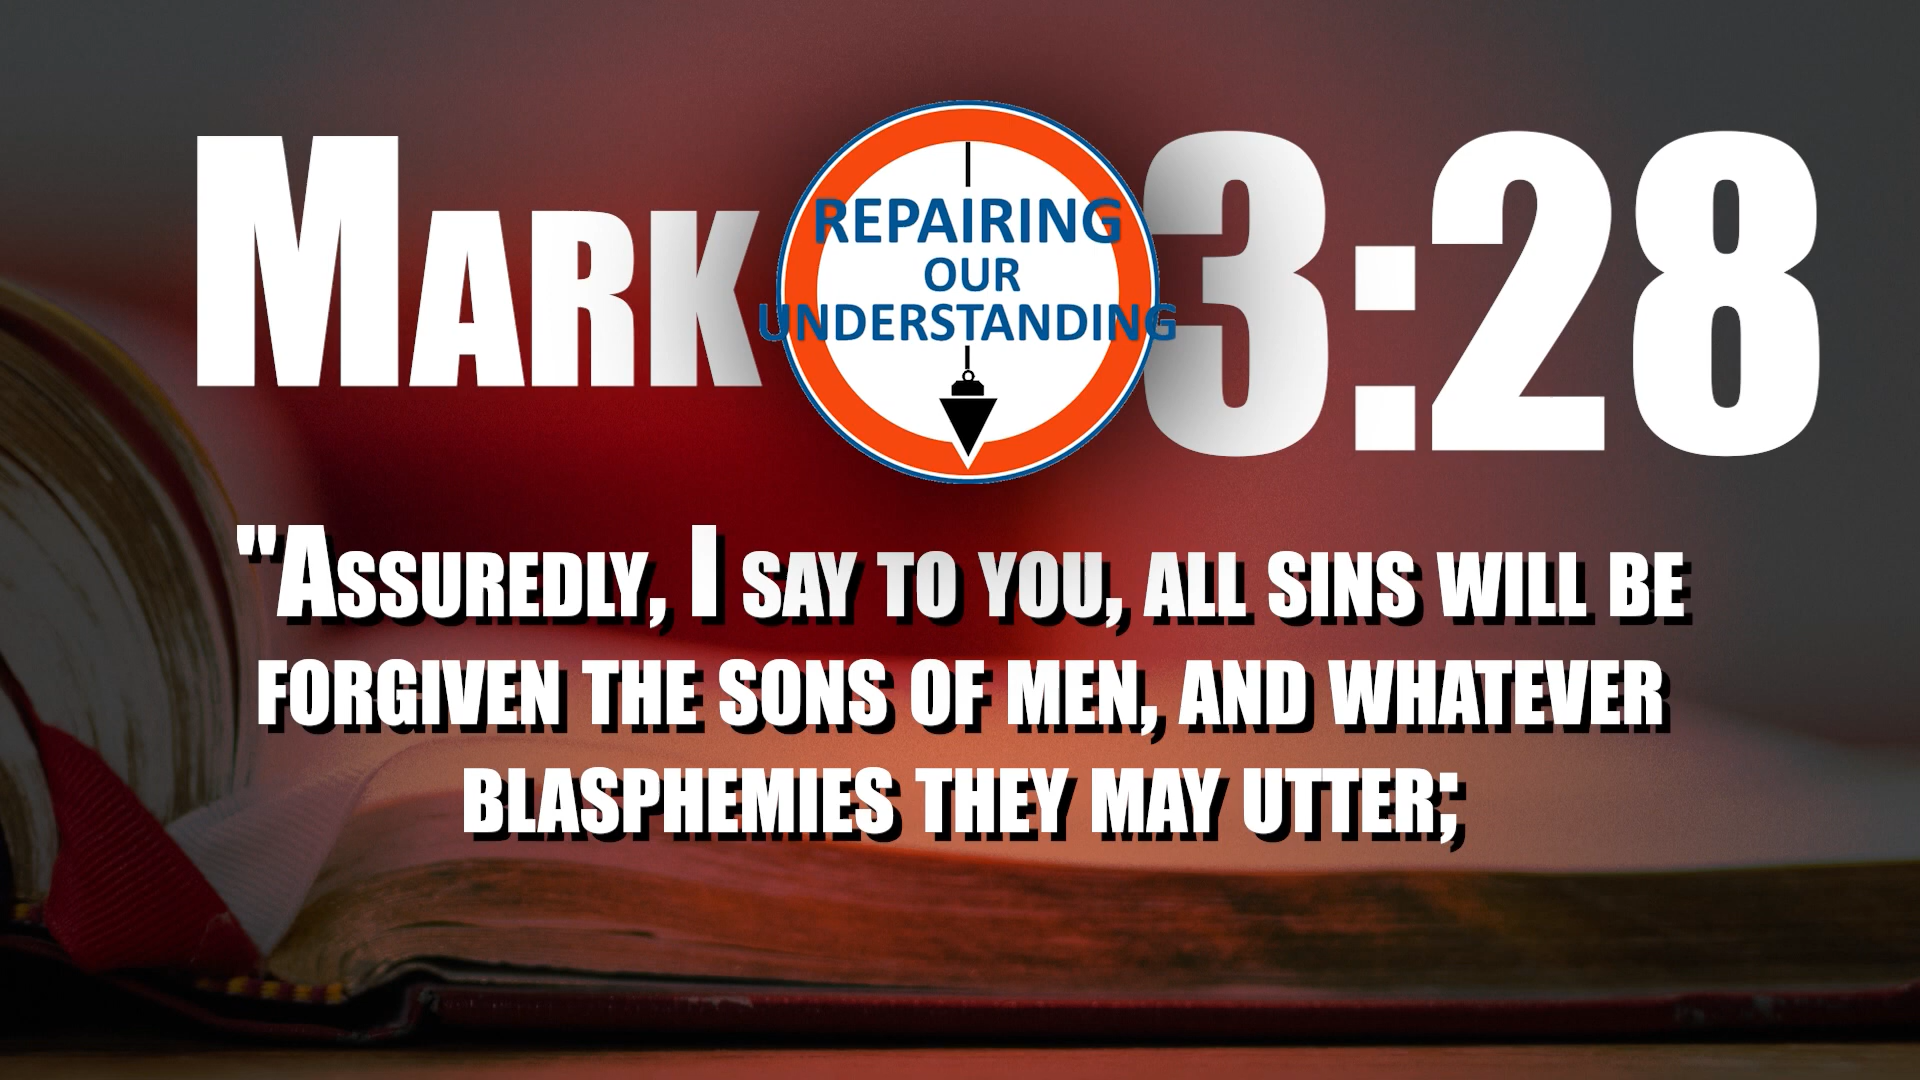 Mark 3:28
REPAIRING
OUR
UNDERSTANDING
"Assuredly, I say to you, all sins will be
forgiven the sons of men, and whatever
blasphemies they may utter;